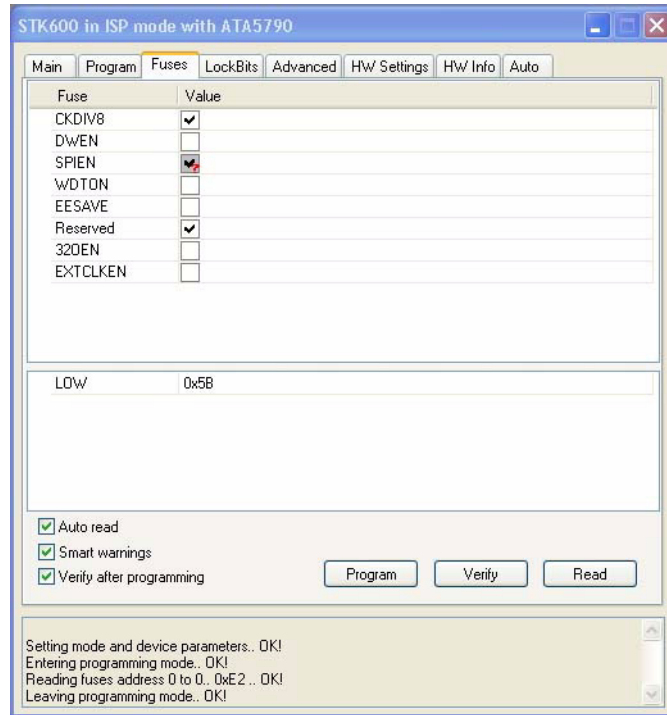 STK600 in ISP mode with ATA5790
Main Program Fuses LockBits Advanced HW Settings HW Info Auto
Fuse Value
CKDIV8
DWEN
SPIEN
WDTON
EESAVE
Reserved
32OEN
EXTCLKEN
LOW 0x5B
Auto read
Smart warnings
Verify after programming
Program Verify Read
Setting mode and device parameters.. OK!
Entering programming mode.. OK!
Reading fuses address 0 to 0.. 0xE2 .. OK!
Leaving programming mode.. OK!